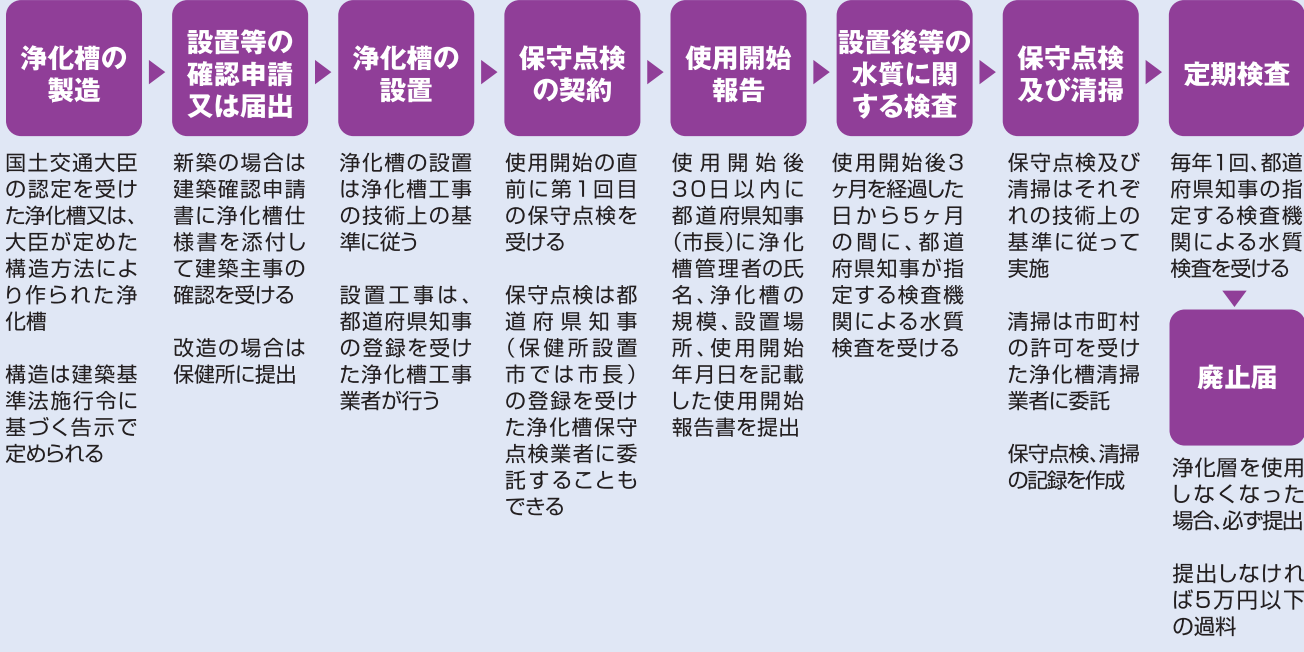 浄化槽の
製造
国土交通大臣
の認定を受け
た浄化槽又は、
大臣が定めた
構造方法によ
り作られた浄
化槽
構造は建築基
準法施行令に
基づく告示で
定められる
設置等の
確認申請
又は届出
新築の場合は
建築確認申請
書に浄化槽仕
様書を添付し
て建築主事の
確認を受ける
改造の場合は
保健所に提出
浄化槽の
設置
浄化槽の設置
は浄化槽工事
の技術上の基
準に従う
設置工事は、
都道府県知事
の登録を受け
た浄化槽工事
業者が行う
保守点検
の契約
使用開始の直
前に第1回目
の保守点検を
受ける
保守点検は都
道府県知事
(保健所設置
市では市長)
の登録を受け
た浄化槽保守
点検業者に委
託することも
できる
使用開始
報告
使用開始後
30日以内に
都道府県知事
(市長)に浄化
槽管理者の氏
名、浄化槽の
規模、設置場
所、使用開始
年月日を記載
した使用開始
報告書を提出
設置後等の
水質に関
する検査
使用開始後3
ヶ月を経過した
日から5ヶ月
の間に、都道
府県知事が指
定する検査機
関による水質
検査を受ける
保守点検
及び清掃
保守点検及び
清掃はそれぞ
れの技術上の
基準に従って
実施
清掃は市町村
の許可を受け
た浄化槽清掃
業者に委託
保守点検、清掃
の記録を作成
定期検査
毎年1回、都道
府県知事の指
定する検査機
関による水質
検査を受ける
廃止届
浄化層を使用
しなくなった
場合、必ず提出
提出しなけれ
ば5万円以下
の過料